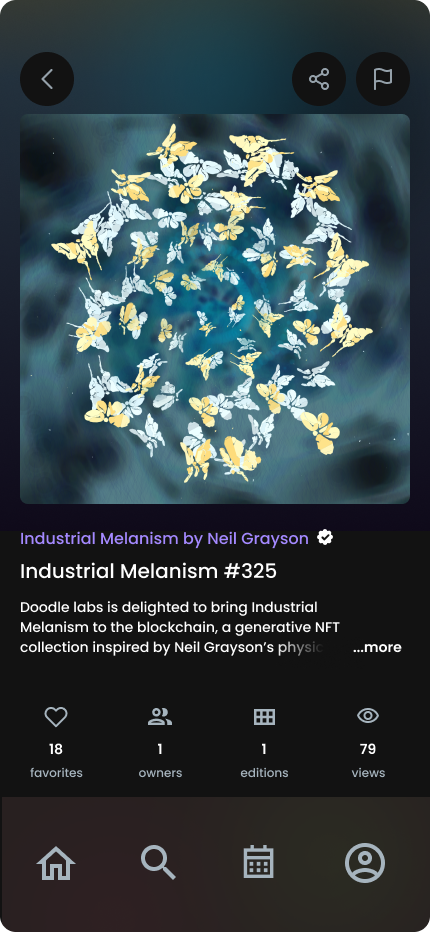 Industrial Melanism by Neil Grayson
Industrial Melanism #325
Doodle labs is delighted to bring Industrial
Melanism to the blockchain, a generative NFT
collection inspired by Neil Grayson’s physic ...more
18 1 1 79
favorites owners editions views